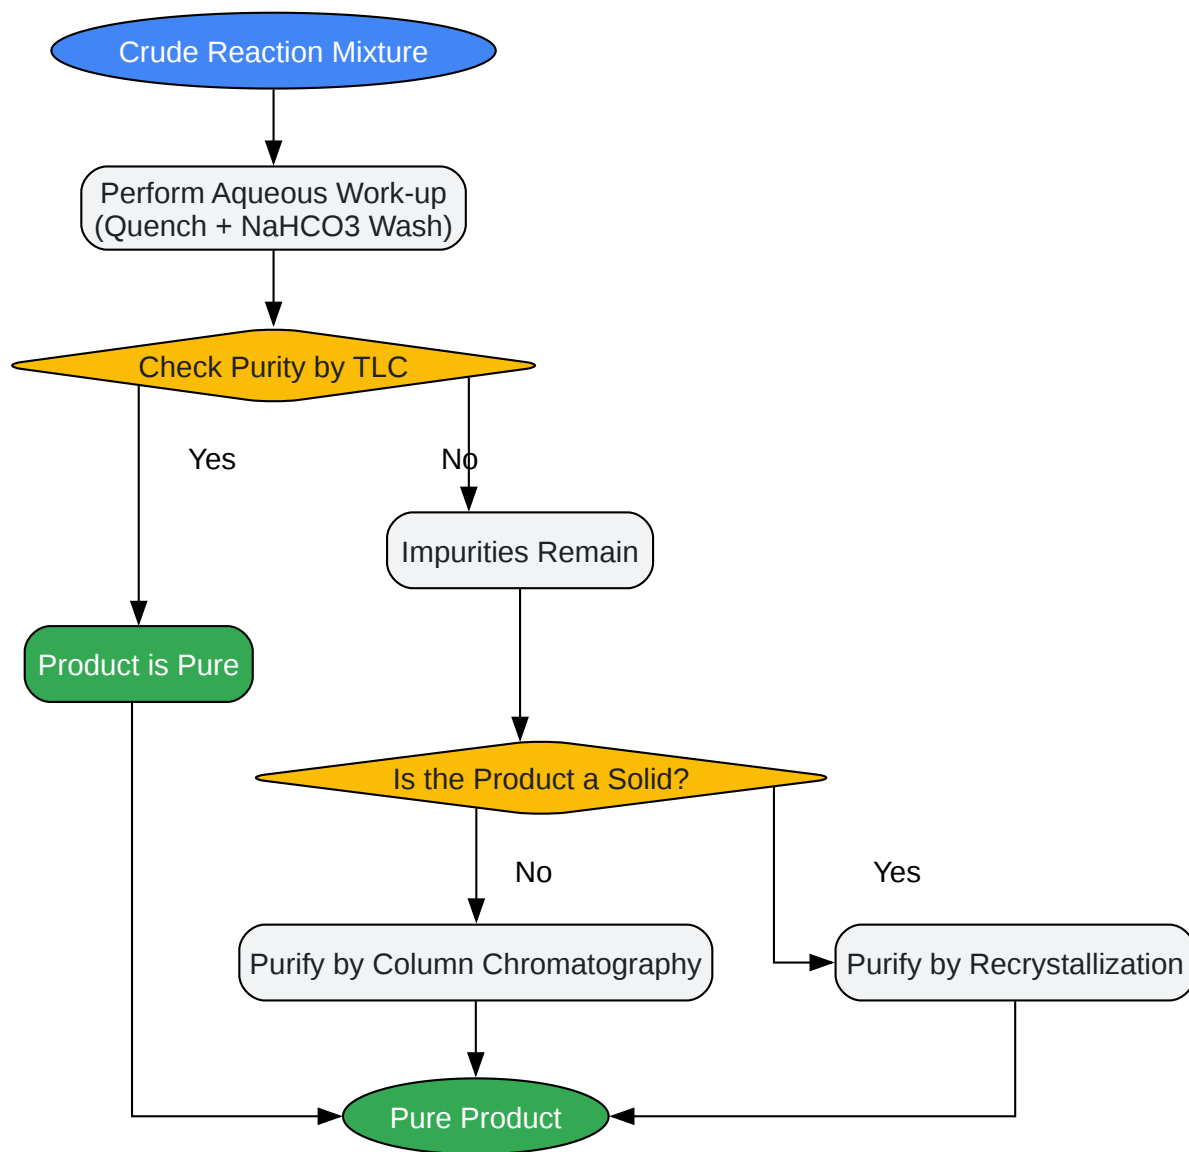 Crude Reaction Mixture
Perform Aqueous Work-up
(Quench + NaHCO3 Wash)
Check Purity by TLC
Yes
No
Impurities Remain
Product is Pure
Is the Product a Solid?
No
Yes
Purify by Column Chromatography
Purify by Recrystallization
Pure Product